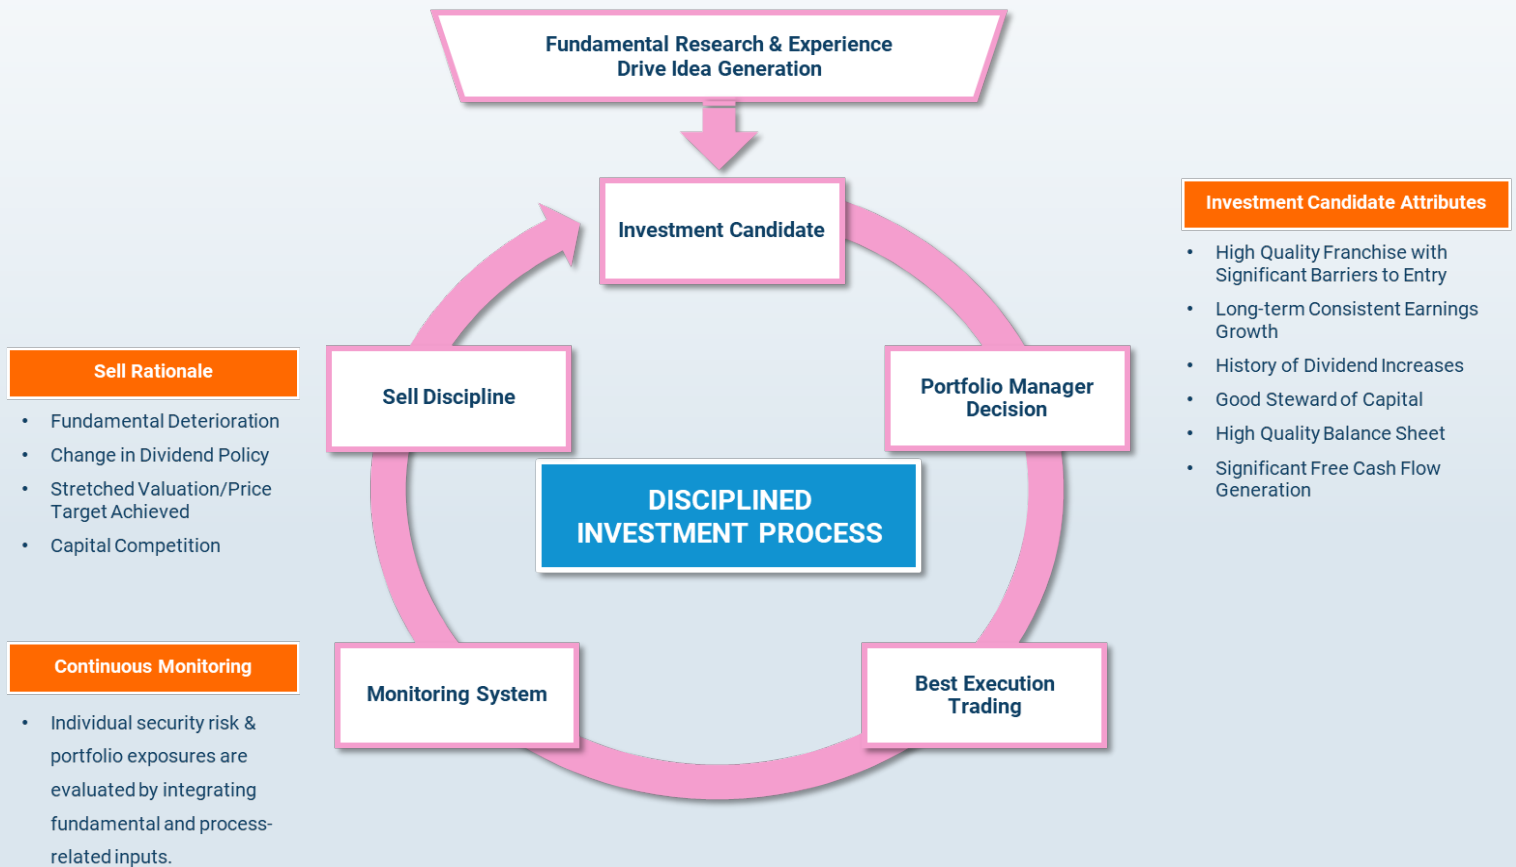 Fundamental Research & Experience
Drive Idea Generation
Investment Candidate
Investment Candidate Attributes
• High Quality Franchise with
Significant Barriers to Entry
• Long-term Consistent Earnings
Growth
• History of Dividend Increases
• Good Steward of Capital
• High Quality Balance Sheet
• Significant Free Cash Flow
Generation
Sell Rationale
• Fundamental Deterioration
• Change in Dividend Policy
• Stretched Valuation/Price
Target Achieved
• Capital Competition
Sell Discipline
Portfolio Manager
Decision
DISCIPLINED
INVESTMENT PROCESS
Continuous Monitoring
• Individual security risk &
portfolio exposures are
evaluated by integrating
fundamental and process-
related inputs.
Monitoring System
Best Execution
Trading